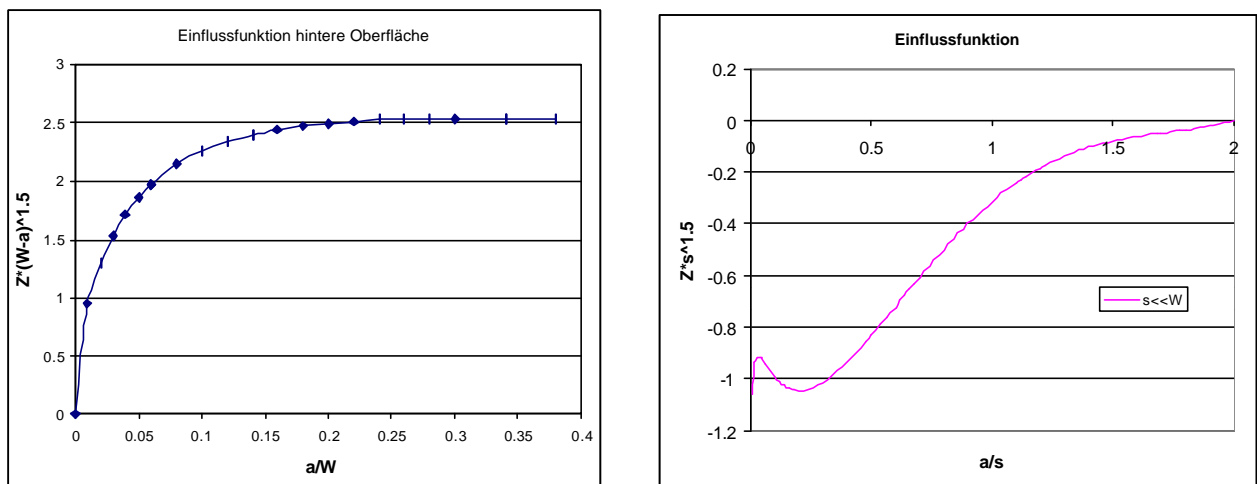 Einflussfunktion hintere Oberfläche
3
2.5
2
1.5
1
0.5
0
0 0.05 0.1 0.15 0.2 0.25 0.3 0.35 0.4
Z*(W-a)^1.5
a/W
Einflussfunktion
0.2
0
-0.2
-0.4
-0.6
-0.8
-1
-1.2
0 0.5 1 1.5 2
Z*s^1.5
s<<W
a/s